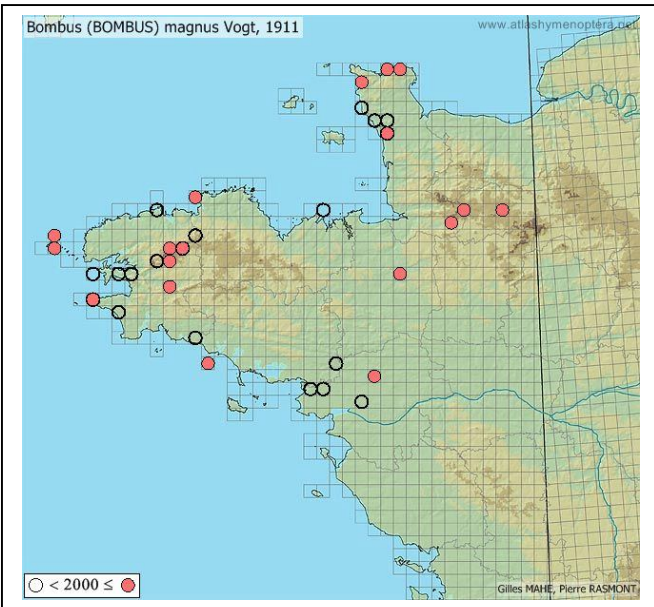 Bombus (BOMBUS) magnus Vogt, 1911
www.atlashymenoptera.net
< 2000 ≤
Gilles MAHE, Pierre RASMONT